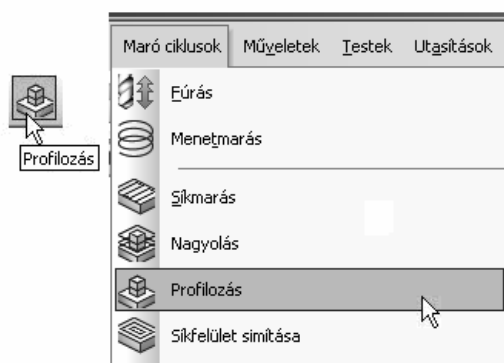 Maró ciklusok Műveletek Testek Utasítások
Fúrás
Menetmarás
Profilozás
Síkmarás
Nagyolás
Profilozás
Síkfelület simítása